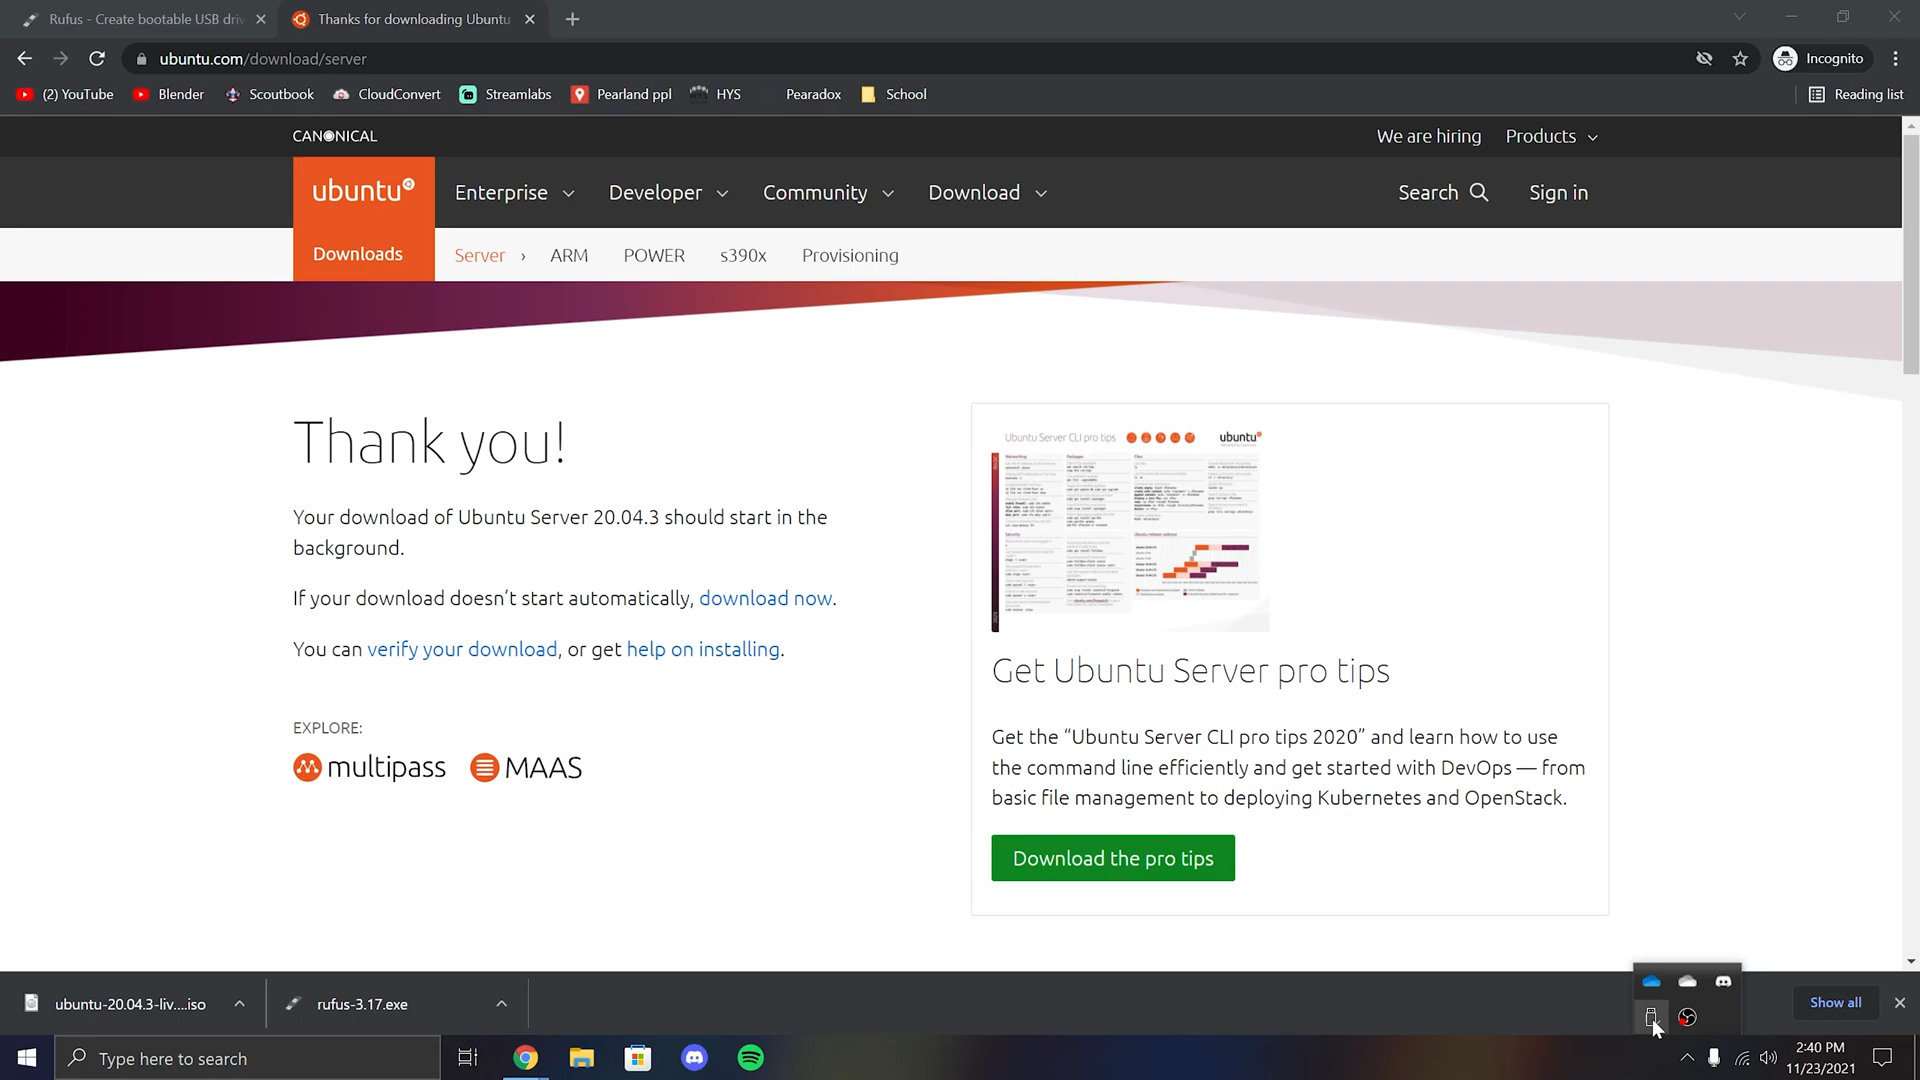 Rufus - Create bootable USB driv
Thanks for downloading Ubuntu
ubuntu.com/download/server
Incognito
(2) YouTube
Blender
Scoutbook
CloudConvert
Streamlabs
Pearland ppl
HYS
Pearadox
School
Reading list
CANONICAL
We are hiring
Products
ubuntu
Enterprise
Developer
Community
Download
Search
Sign in
Downloads
Server
ARM
POWER
s390x
Provisioning
Thank you!
Your download of Ubuntu Server 20.04.3 should start in the
background.
If your download doesn't start automatically, download now.
You can verify your download, or get help on installing.
EXPLORE:
multipass
MAAS
Ubuntu Server CLI pro tips
ubuntu
Networking
Packages
Files
Security
Get Ubuntu Server pro tips
Get the “Ubuntu Server CLI pro tips 2020” and learn how to use
the command line efficiently and get started with DevOps — from
basic file management to deploying Kubernetes and OpenStack.
Download the pro tips
ubuntu-20.04.3-liv....iso
rufus-3.17.exe
Show all
Type here to search
2:40 PM
11/23/2021